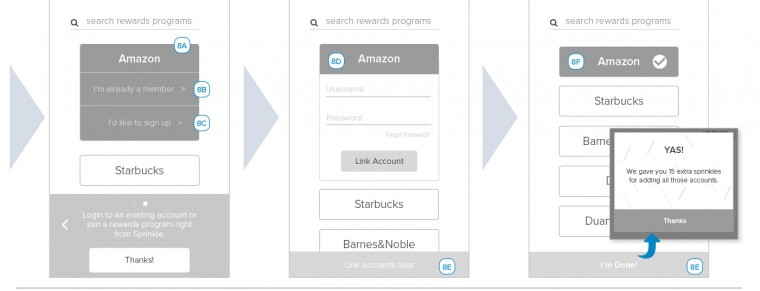 search rewards programs
8A
Amazon
I'm already a member >
8B
I'd like to sign up >
8C
Starbucks
Login to an existing account or
join a rewards program right
from Sprinkle.
Thanks!
search rewards programs
8D
Amazon
Username
Password
Forgot Password?
Link Account
Starbucks
Barnes&Noble
Link accounts later
8E
search rewards programs
8F
Amazon
Starbucks
Barne
D
Duan
YAS!
We gave you 15 extra sprinkles
for adding all those accounts.
Thanks
I'm Done!
8E